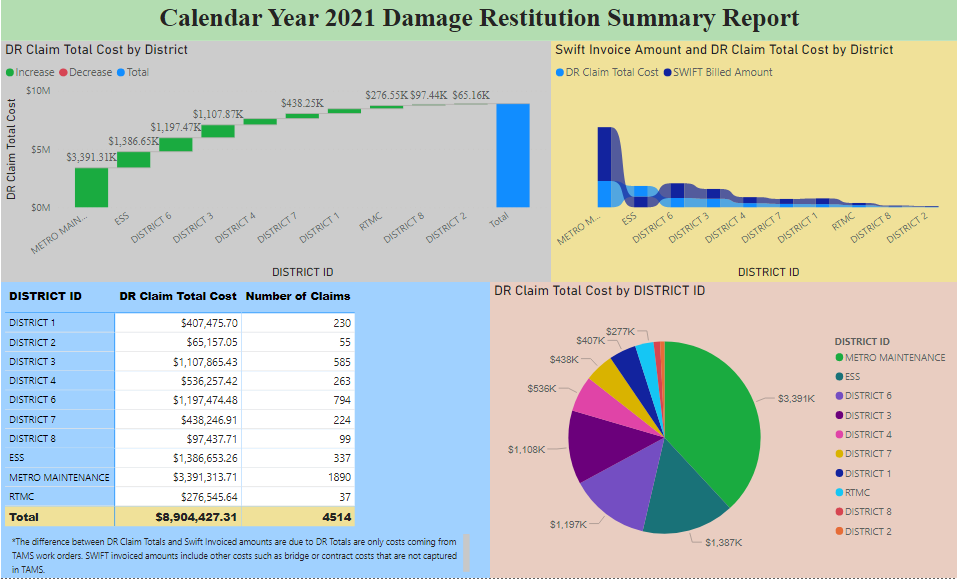 Calendar Year 2021 Damage Restitution Summary Report
DR Claim Total Cost by District
Increase Decrease Total
DR Claim Total Cost
$10M
$5M
$0M
$3,391.31K
$1,386.65K
$1,197.47K
$1,107.87K
$438.25K
$276.55K
$97.44K
$65.16K
METRO MAIN...
ESS
DISTRICT 6
DISTRICT 3
DISTRICT 4
DISTRICT 7
DISTRICT 1
RTMC
DISTRICT 8
DISTRICT 2
Total
DISTRICT ID
Swift Invoice Amount and DR Claim Total Cost by District
DR Claim Total Cost SWIFT Billed Amount
METRO M...
ESS
DISTRICT 6
DISTRICT 3
DISTRICT 4
DISTRICT 7
DISTRICT 1
RTMC
DISTRICT 8
DISTRICT 2
DISTRICT ID
DISTRICT ID DR Claim Total Cost Number of Claims
DISTRICT 1 $407,475.70 230
DISTRICT 2 $65,157.05 55
DISTRICT 3 $1,107,865.43 585
DISTRICT 4 $536,257.42 263
DISTRICT 6 $1,197,474.48 794
DISTRICT 7 $438,246.91 224
DISTRICT 8 $97,437.71 99
ESS $1,386,653.26 337
METRO MAINTENANCE $3,391,313.71 1890
RTMC $276,545.64 37
Total $8,904,427.31 4514
*The difference between DR Claim Totals and Swift Invoiced amounts are due to DR Totals are only costs coming from
TAMS work orders. SWIFT invoiced amounts include other costs such as bridge or contract costs that are not captured
in TAMS.
DR Claim Total Cost by DISTRICT ID
$277K
$407K
$438K
$536K
$1,108K
$1,197K
$1,387K
$3,391K
DISTRICT ID
METRO MAINTENANCE
ESS
DISTRICT 6
DISTRICT 3
DISTRICT 4
DISTRICT 7
DISTRICT 1
RTMC
DISTRICT 8
DISTRICT 2